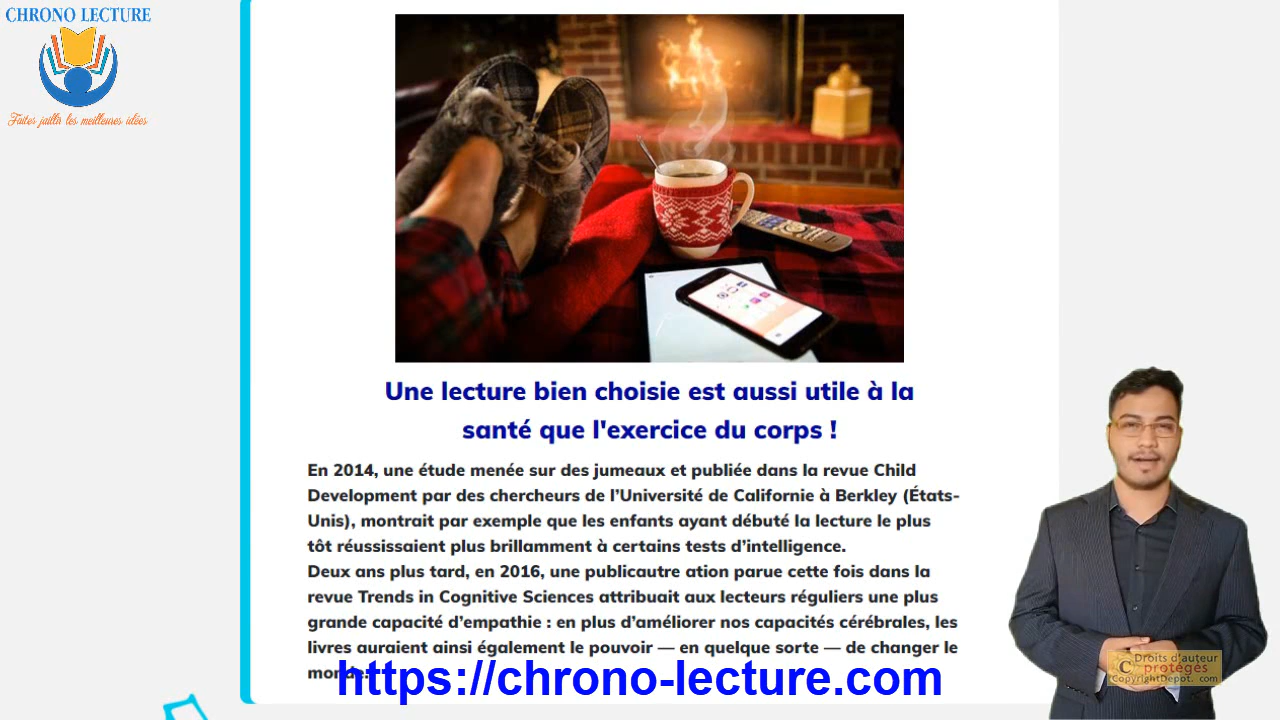 CHRONO LECTURE
Faites jaillir les meilleures idées
Une lecture bien choisie est aussi utile à la
santé que l'exercice du corps !
En 2014, une étude menée sur des jumeaux et publiée dans la revue Child
Development par des chercheurs de l’Université de Californie à Berkley (États-
Unis), montrait par exemple que les enfants ayant débuté la lecture le plus
tôt réussissaient plus brillamment à certains tests d’intelligence.
Deux ans plus tard, en 2016, une publicautre ation parue cette fois dans la
revue Trends in Cognitive Sciences attribuait aux lecteurs réguliers une plus
grande capacité d’empathie : en plus d’améliorer nos capacités cérébrales, les
livres auraient ainsi également le pouvoir — en quelque sorte — de changer le
monde.
https://chrono-lecture.com
Droits d'auteur
C protégés
CopyrightDepot.com